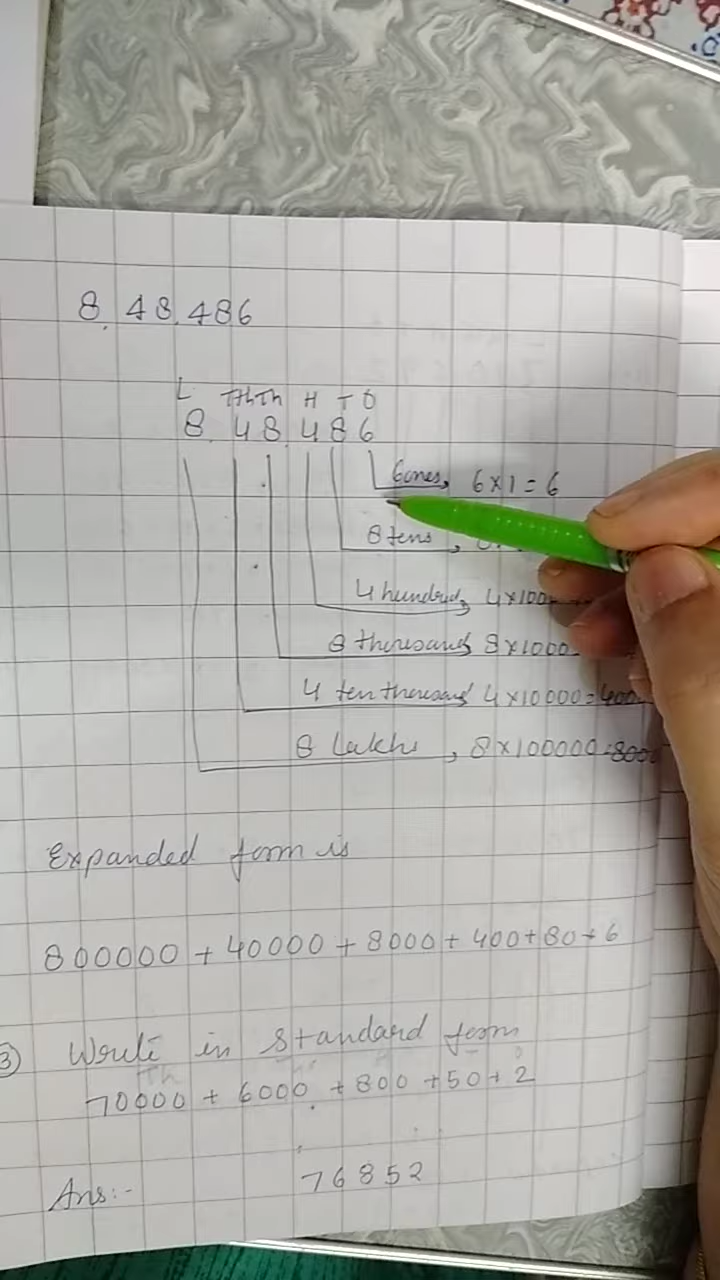 8,48,486
L TTh Th H T O
8,48,486
6 ones, 6×1=6
8 tens,
4 hundred, 4×100
8 thousand, 8×1000
4 ten thousand, 4×10000=400
8 lakhs, 8×100000=800
Expanded form is
800000 + 40000 + 8000 + 400+80+6
3) Write in standard form
70000 + 6000 + 800 +50+2
Ans:- 76852